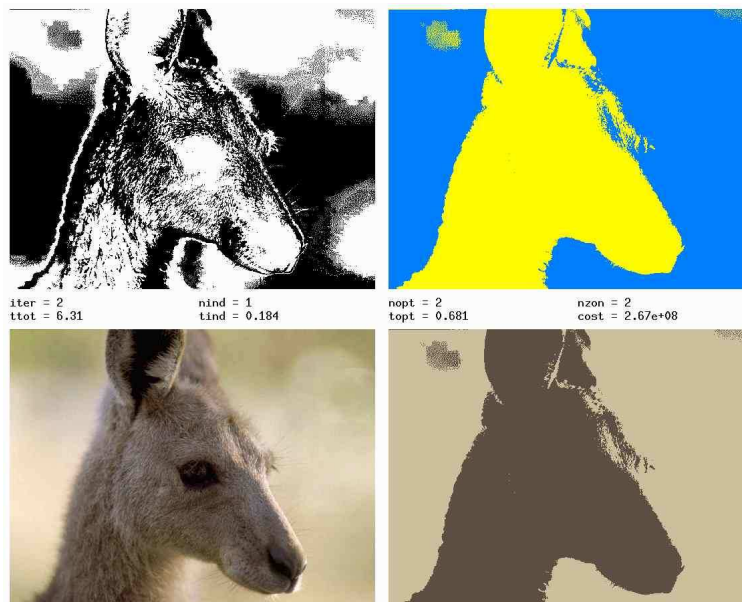 iter = 2 nind = 1 nopt = 2 nzon = 2
ttot = 6.31 tind = 0.184 topt = 0.681 cost = 2.67e+08